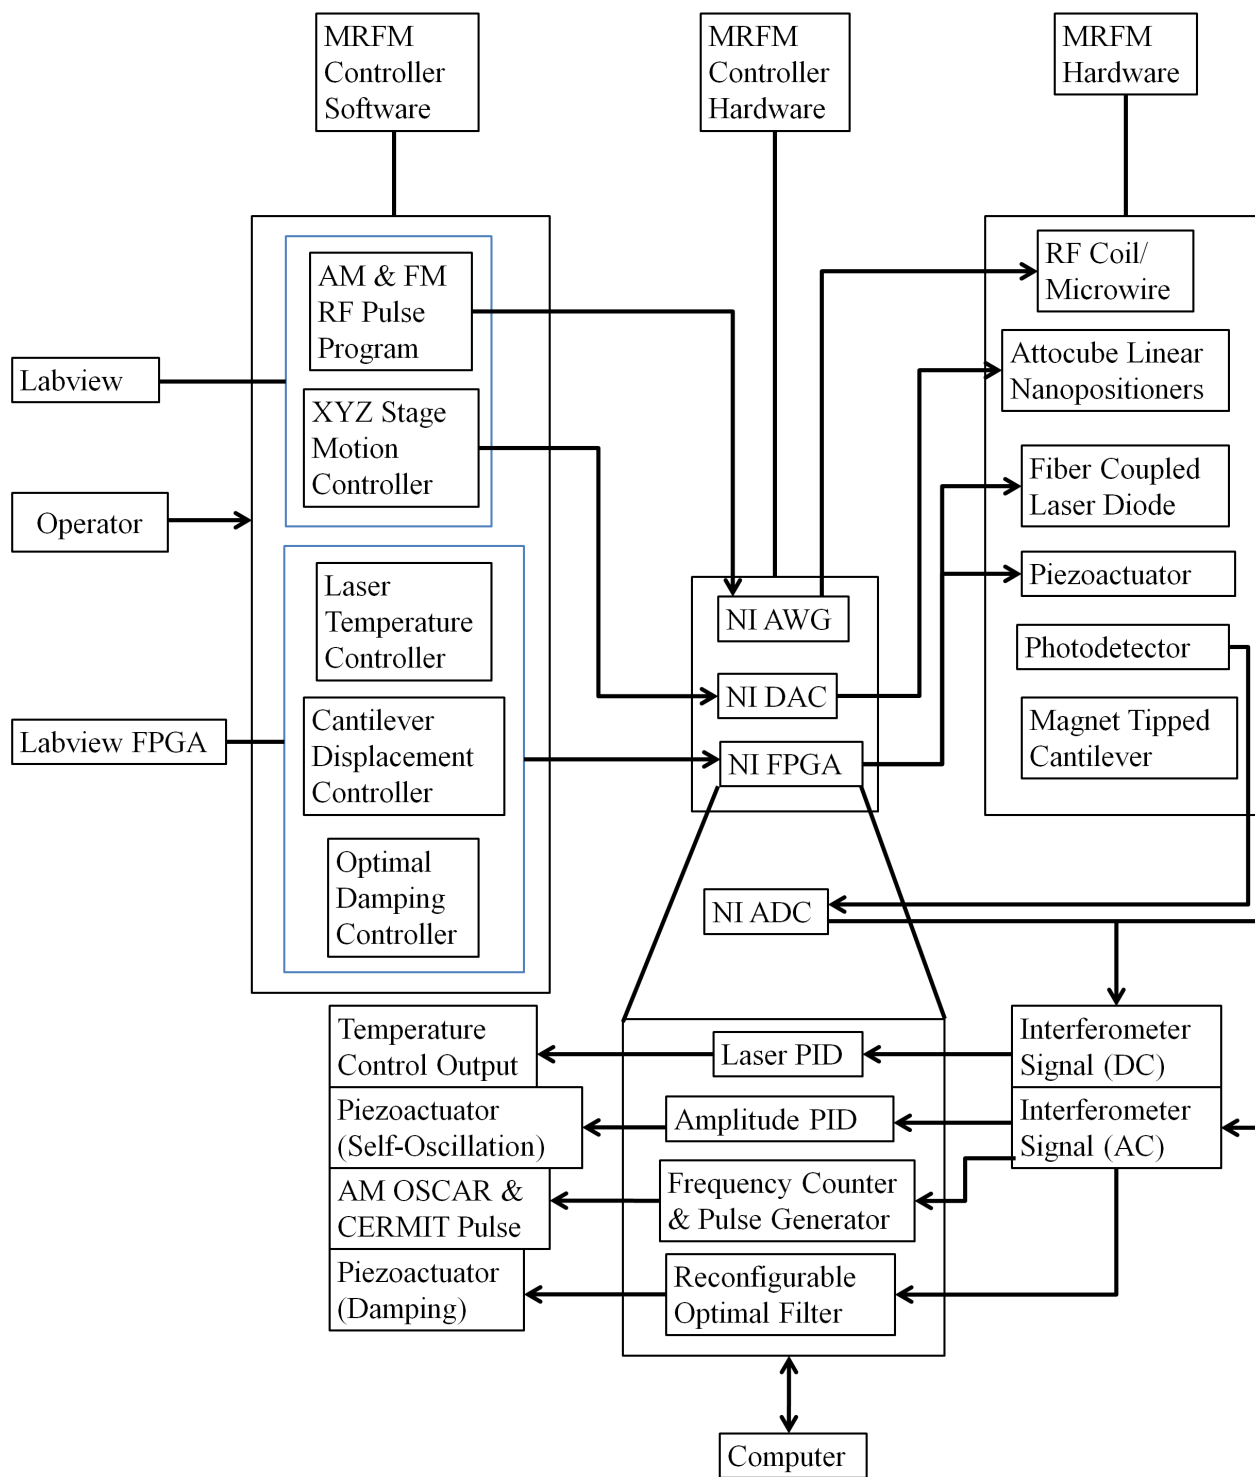 MRFM
Controller
Software
MRFM
Controller
Hardware
MRFM
Hardware
AM & FM
RF Pulse
Program
XYZ Stage
Motion
Controller
Labview
Operator
Laser
Temperature
Controller
Cantilever
Displacement
Controller
Optimal
Damping
Controller
Labview FPGA
NI AWG
NI DAC
NI FPGA
RF Coil/
Microwire
Attocube Linear
Nanopositioners
Fiber Coupled
Laser Diode
Piezoactuator
Photodetector
Magnet Tipped
Cantilever
NI ADC
Temperature
Control Output
Piezoactuator
(Self-Oscillation)
AM OSCAR &
CERMIT Pulse
Piezoactuator
(Damping)
Laser PID
Amplitude PID
Frequency Counter
& Pulse Generator
Reconfigurable
Optimal Filter
Interferometer
Signal (DC)
Interferometer
Signal (AC)
Computer